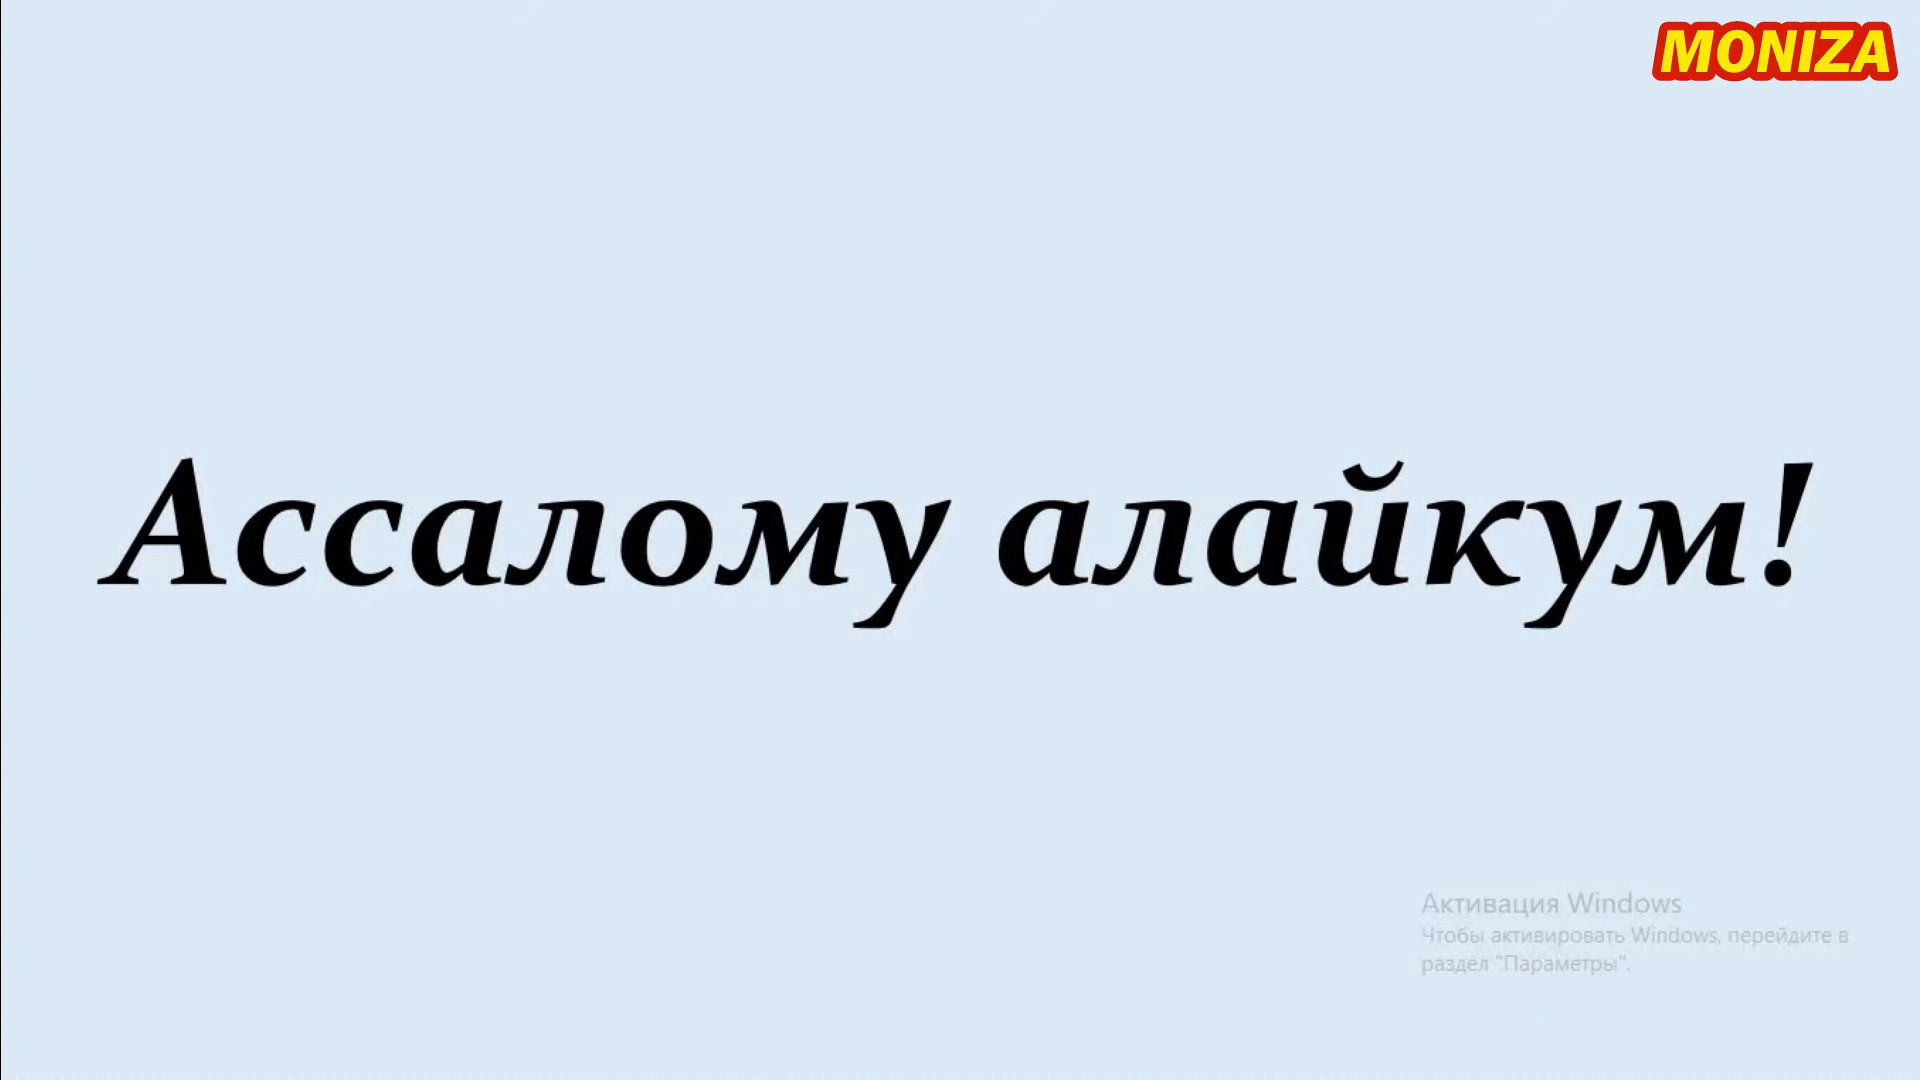 MONIZA
Ассалому алайкум!
Активация Windows
Чтобы активировать Windows, перейдите в
раздел "Параметры".